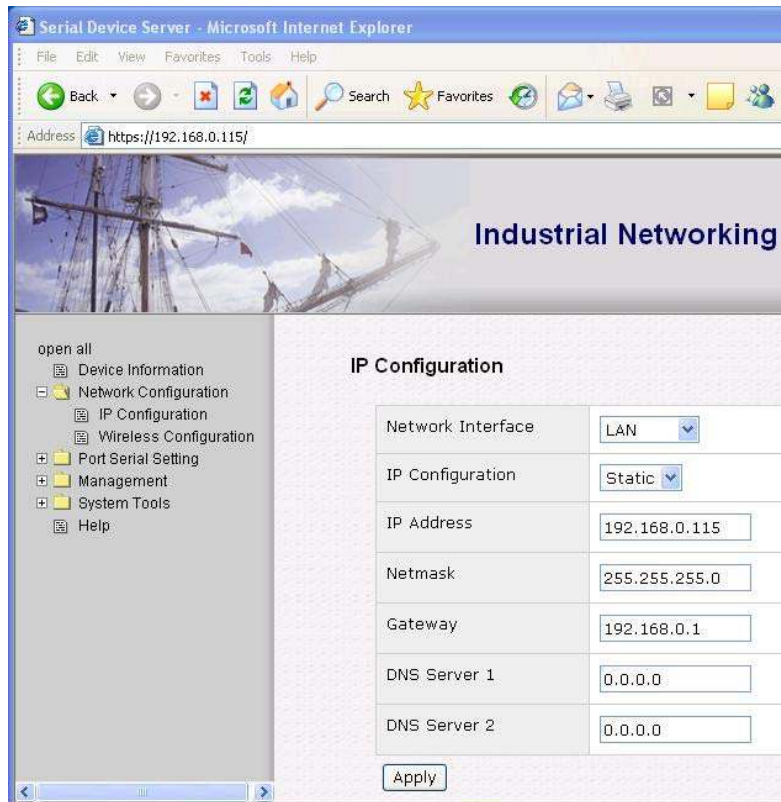 Serial Device Server - Microsoft Internet Explorer
File Edit View Favorites Tools Help
Back Search Favorites
Address https://192.168.0.115/
Industrial Networking
open all
Device Information
Network Configuration
IP Configuration
Wireless Configuration
Port Serial Setting
Management
System Tools
Help
IP Configuration
Network Interface LAN
IP Configuration Static
IP Address 192.168.0.115
Netmask 255.255.255.0
Gateway 192.168.0.1
DNS Server 1 0.0.0.0
DNS Server 2 0.0.0.0
Apply